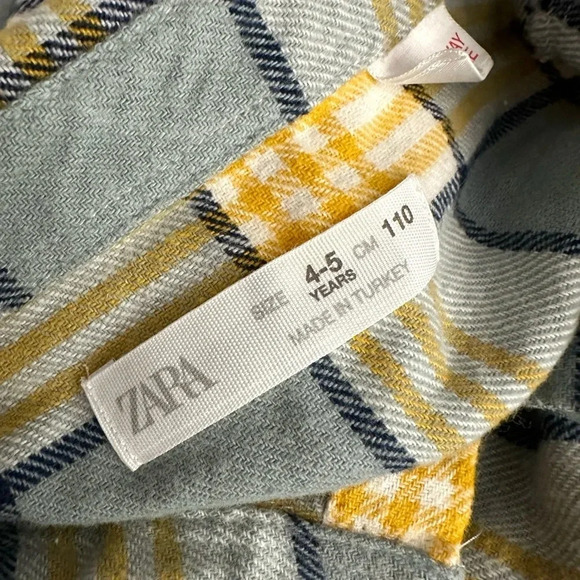 ZARA
SIZE 4-5 CM 110
YEARS
MADE IN TURKEY